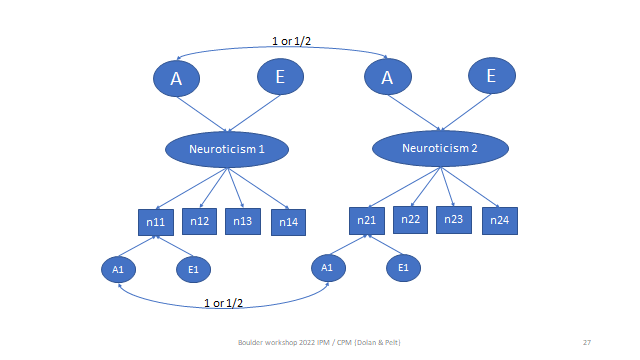 1 or 1/2
A
E
A
E
Neuroticism 1
Neuroticism 2
n11
n12
n13
n14
n21
n22
n23
n24
A1
E1
A1
E1
1 or 1/2
Boulder workshop 2022 IPM / CPM (Dolan & Pelt)
27